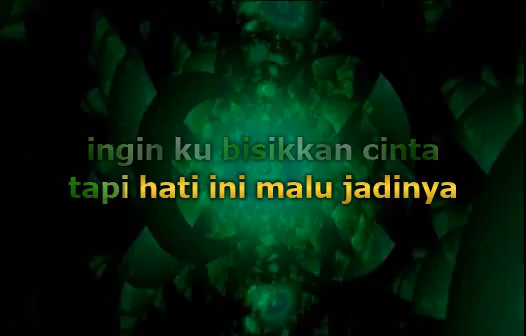 ingin ku bisikkan cinta
tapi hati ini malu jadinya